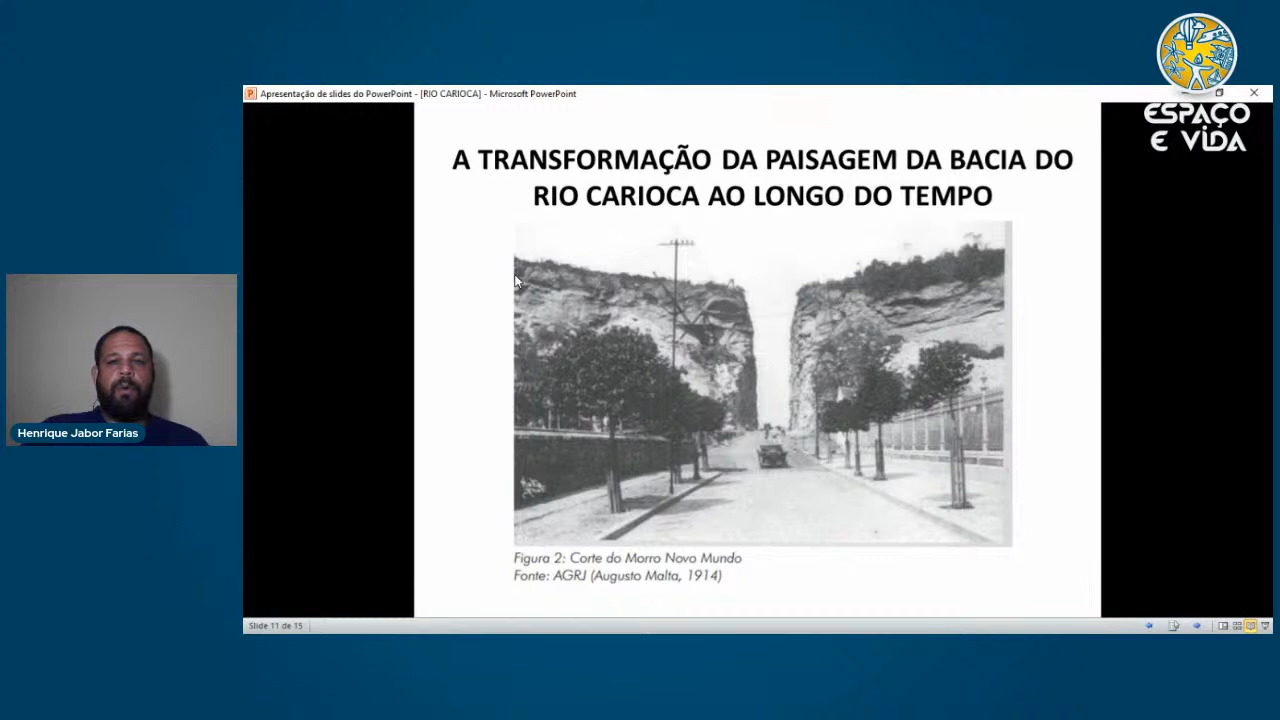 Apresentação de slides do PowerPoint - [RIO CARIOCA] - Microsoft PowerPoint
ESPAÇO
E VIDA
A TRANSFORMAÇÃO DA PAISAGEM DA BACIA DO
RIO CARIOCA AO LONGO DO TEMPO
Henrique Jabor Farias
Figura 2: Corte do Morro Novo Mundo
Fonte: AGRJ (Augusto Malta, 1914)
Slide 11 de 15